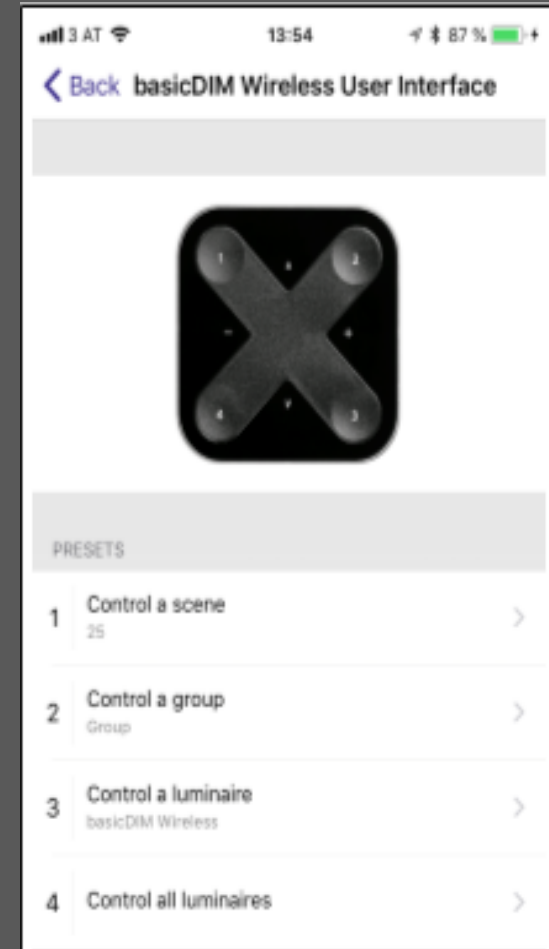 3 AT 13:54 87 %
Back basicDIM Wireless User Interface
1 2
- +
4 3
PRESETS
1 Control a scene
25
2 Control a group
Group
3 Control a luminaire
basicDIM Wireless
4 Control all luminaires